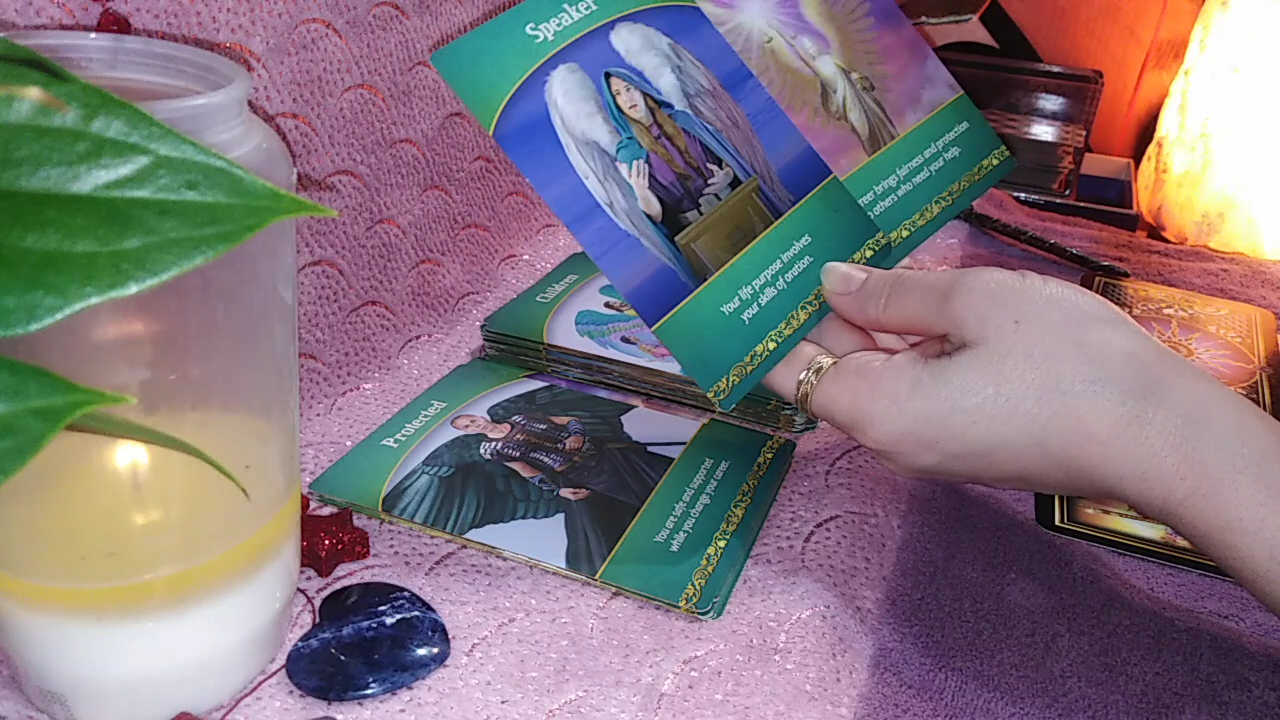 Speaker
Your life purpose involves
your skills of oration.
brings fairness and protection
others who need your help.
Children
Protected
You are safe and supported
while you change your career.